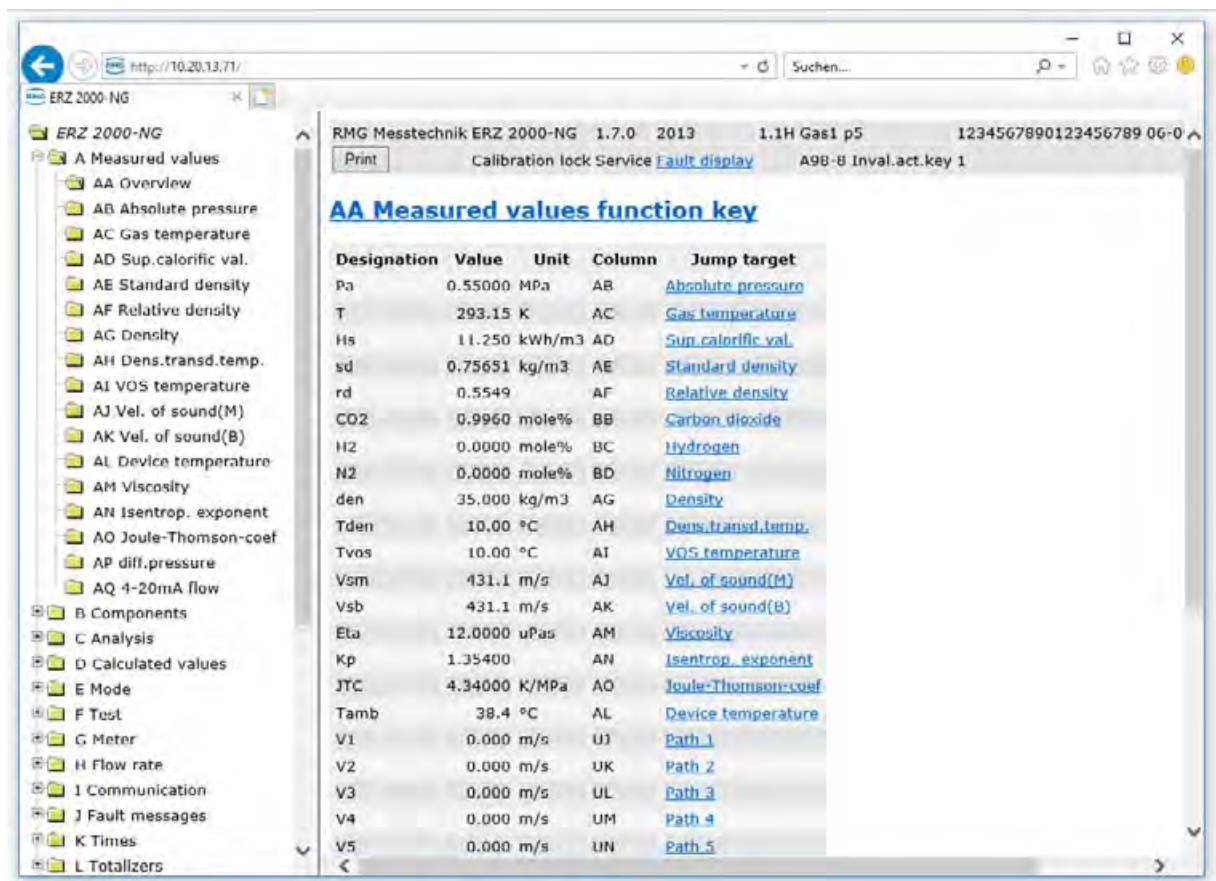 http://10.20.13.71/
Suchen...
ERZ 2000-NG
ERZ 2000-NG
A Measured values
AA Overview
AB Absolute pressure
AC Gas temperature
AD Sup.calorific val.
AE Standard density
AF Relative density
AG Density
AH Dens.transd.temp.
AI VOS temperature
AJ Vel. of sound(M)
AK Vel. of sound(B)
AL Device temperature
AM Viscosity
AN Isentrop. exponent
AO Joule-Thomson-coef
AP diff.pressure
AQ 4-20mA flow
B Components
C Analysis
D Calculated values
E Mode
F Test
G Meter
H Flow rate
I Communication
J Fault messages
K Times
L Totalizers
RMG Messtechnik ERZ 2000-NG 1.7.0 2013 1.1H Gas1 p5 1234567890123456789 06-0
Print Calibration lock Service Fault display A98-8 Inval.act.key 1
AA Measured values function key
Designation Value Unit Column Jump target
Pa 0.55000 MPa AB Absolute pressure
T 293.15 K AC Gas temperature
Hs 11.250 kWh/m3 AD Sup.calorific val.
sd 0.75651 kg/m3 AE Standard density
rd 0.5549 AF Relative density
CO2 0.9960 mole% BB Carbon dioxide
H2 0.0000 mole% BC Hydrogen
N2 0.0000 mole% BD Nitrogen
den 35.000 kg/m3 AG Density
Tden 10.00 °C AH Dens.transd.temp.
Tvos 10.00 °C AI VOS temperature
Vsm 431.1 m/s AJ Vel. of sound(M)
Vsb 431.1 m/s AK Vel. of sound(B)
Eta 12.0000 uPas AM Viscosity
Kp 1.35400 AN Isentrop. exponent
JTC 4.34000 K/MPa AO Joule-Thomson-coef
Tamb 38.4 °C AL Device temperature
V1 0.000 m/s UJ Path 1
V2 0.000 m/s UK Path 2
V3 0.000 m/s UL Path 3
V4 0.000 m/s UM Path 4
V5 0.000 m/s UN Path 5